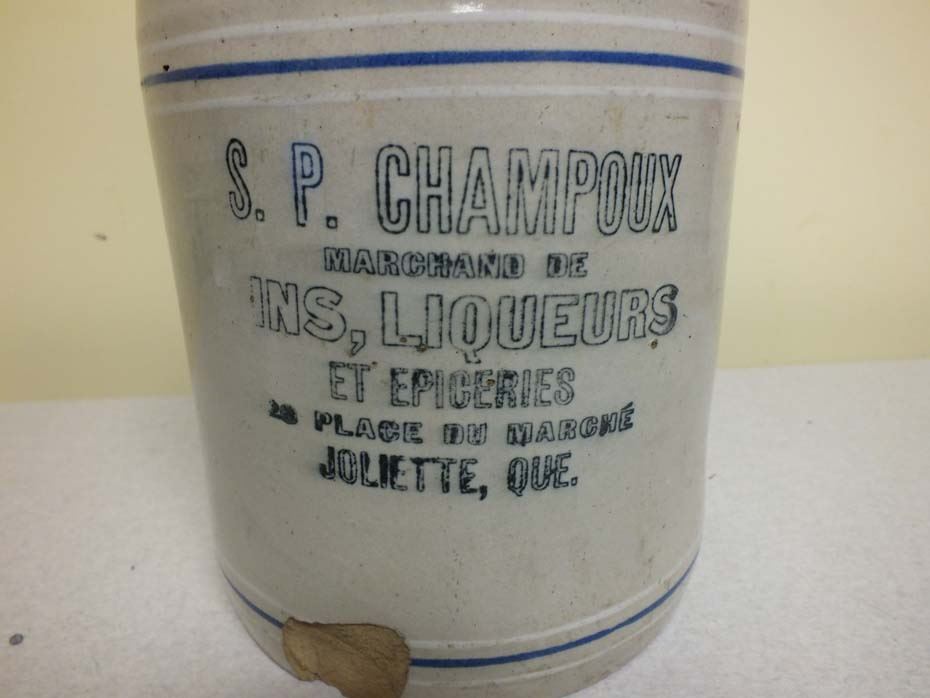 S. P. CHAMPOUX
MARCHAND DE
INS, LIQUEURS
ET EPICERIES
PLACE DU MARCHÉ
JOLIETTE, QUE.